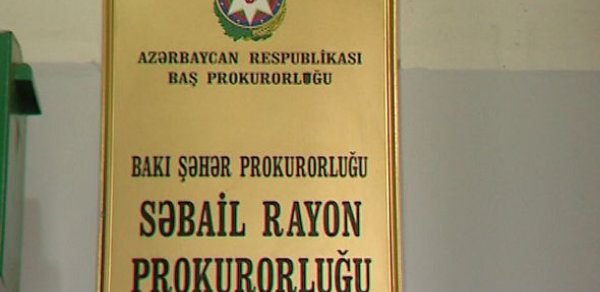 AZƏRBAYCAN RESPUBLİKASI
BAŞ PROKURORLUĞU
BAKI ŞƏHƏR PROKURORLUĞU
SƏBAİL RAYON
PROKURORLUĞU